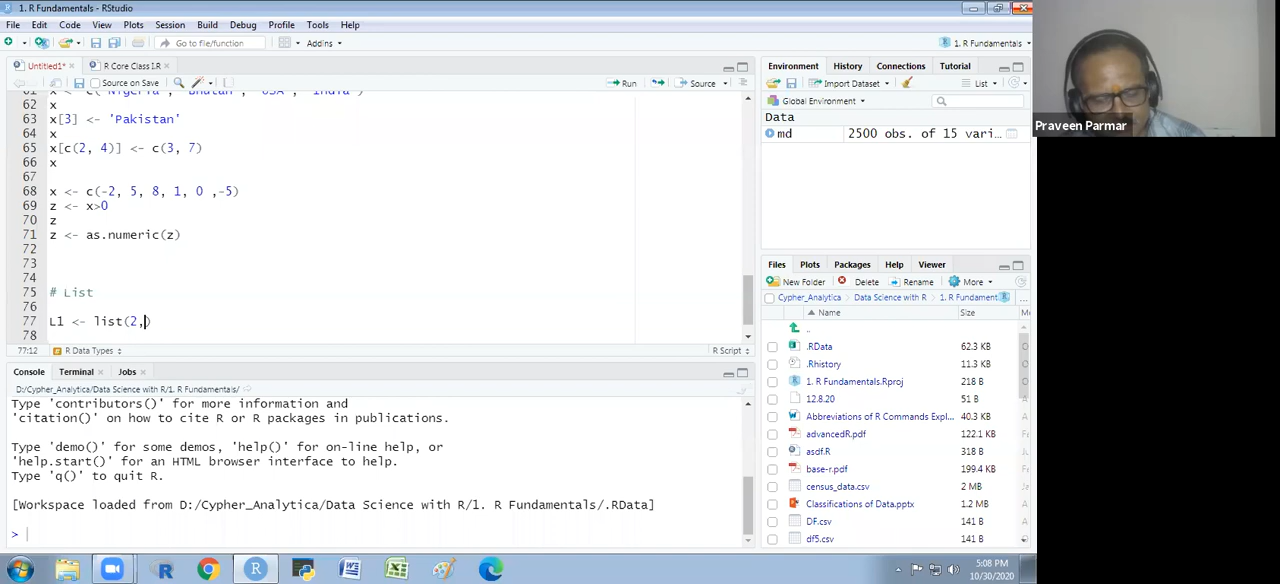 1. R Fundamentals - RStudio
File Edit Code View Plots Session Build Debug Profile Tools Help
Go to file/function Addins 1. R Fundamentals
Untitled1* R Core Class1.R
Source on Save Run Source
61 x <- c('Nigeria', 'Bhutan', 'USA', 'India')
62 x
63 x[3] <- 'Pakistan'
64 x
65 x[c(2, 4)] <- c(3, 7)
66 x
67
68 x <- c(-2, 5, 8, 1, 0 ,-5)
69 z <- x>0
70 z
71 z <- as.numeric(z)
72
73
74
75 # List
76
77 L1 <- list(2,)
78
77:12 R Data Types R Script
Console Terminal Jobs
D:/Cypher_Analytica/Data Science with R/1. R Fundamentals/
Type 'contributors()' for more information and
'citation()' on how to cite R or R packages in publications.
Type 'demo()' for some demos, 'help()' for on-line help, or
'help.start()' for an HTML browser interface to help.
Type 'q()' to quit R.
[Workspace loaded from D:/Cypher_Analytica/Data Science with R/1. R Fundamentals/.RData]
>
Environment History Connections Tutorial
Import Dataset List
Global Environment
Data
md 2500 obs. of 15 vari...
Files Plots Packages Help Viewer
New Folder Delete Rename More
Cypher_Analytica Data Science with R 1. R Fundament ...
Name Size M
..
.RData 62.3 KB
.Rhistory 11.3 KB
1. R Fundamentals.Rproj 218 B
12.8.20 51 B
Abbreviations of R Commands Expl... 40.3 KB
advancedR.pdf 122.1 KB
asdf.R 318 B
base-r.pdf 199.4 KB
census_data.csv 2 MB
Classifications of Data.pptx 1.2 MB
DF.csv 141 B
df5.csv 141 B
Praveen Parmar
5:08 PM
10/30/2020